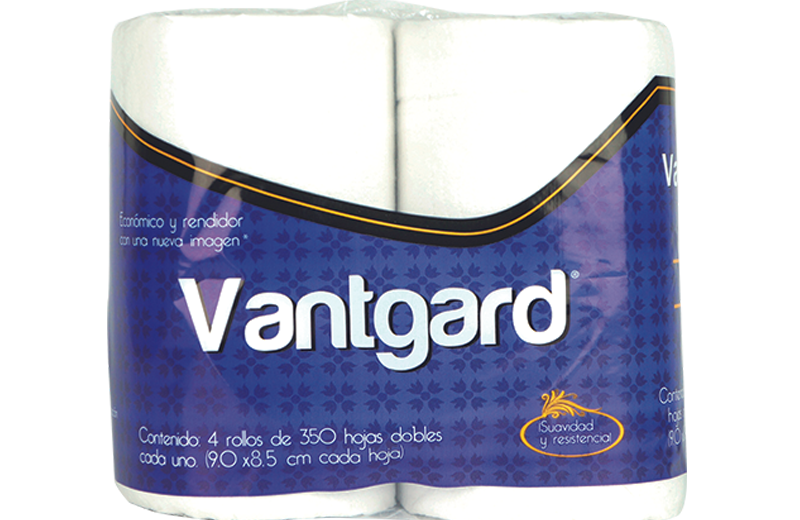 Económico y rendidor
con una nueva imagen*
Vantgard®
Contenido: 4 rollos de 350 hojas dobles
cada uno. (9.0 x8.5 cm cada hoja)
¡Suavidad
y resistencia!